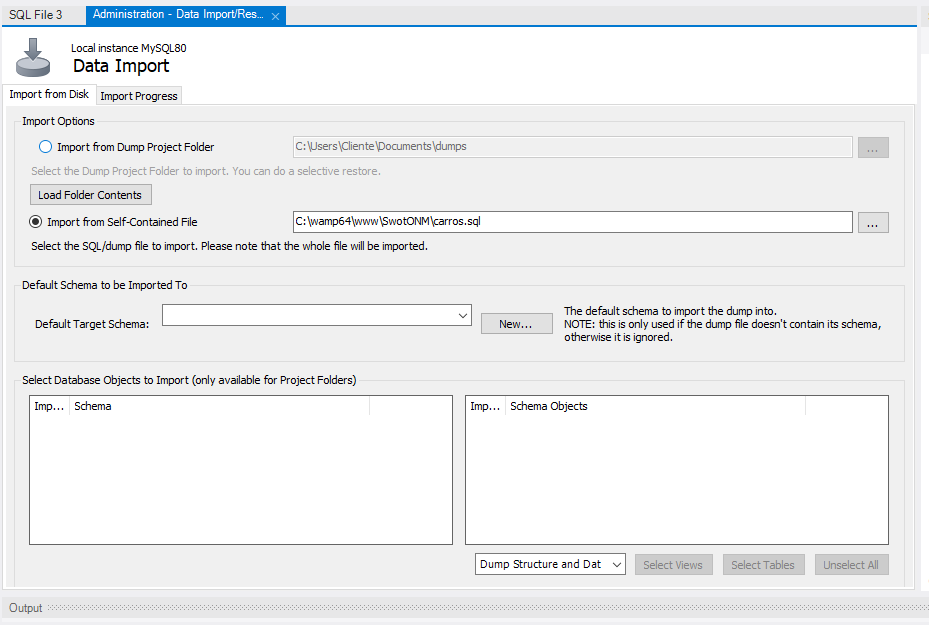 SQL File 3
Administration - Data Import/Res...
Local instance MySQL80
Data Import
Import from Disk
Import Progress
Import Options
Import from Dump Project Folder
C:\Users\Cliente\Documents\dumps
...
Select the Dump Project Folder to import. You can do a selective restore.
Load Folder Contents
Import from Self-Contained File
C:\wamp64\www\SwotONM\carros.sql
...
Select the SQL/dump file to import. Please note that the whole file will be imported.
Default Schema to be Imported To
Default Target Schema:
New...
The default schema to import the dump into.
NOTE: this is only used if the dump file doesn't contain its schema,
otherwise it is ignored.
Select Database Objects to Import (only available for Project Folders)
Imp... Schema
Imp... Schema Objects
Dump Structure and Dat
Select Views
Select Tables
Unselect All
Output